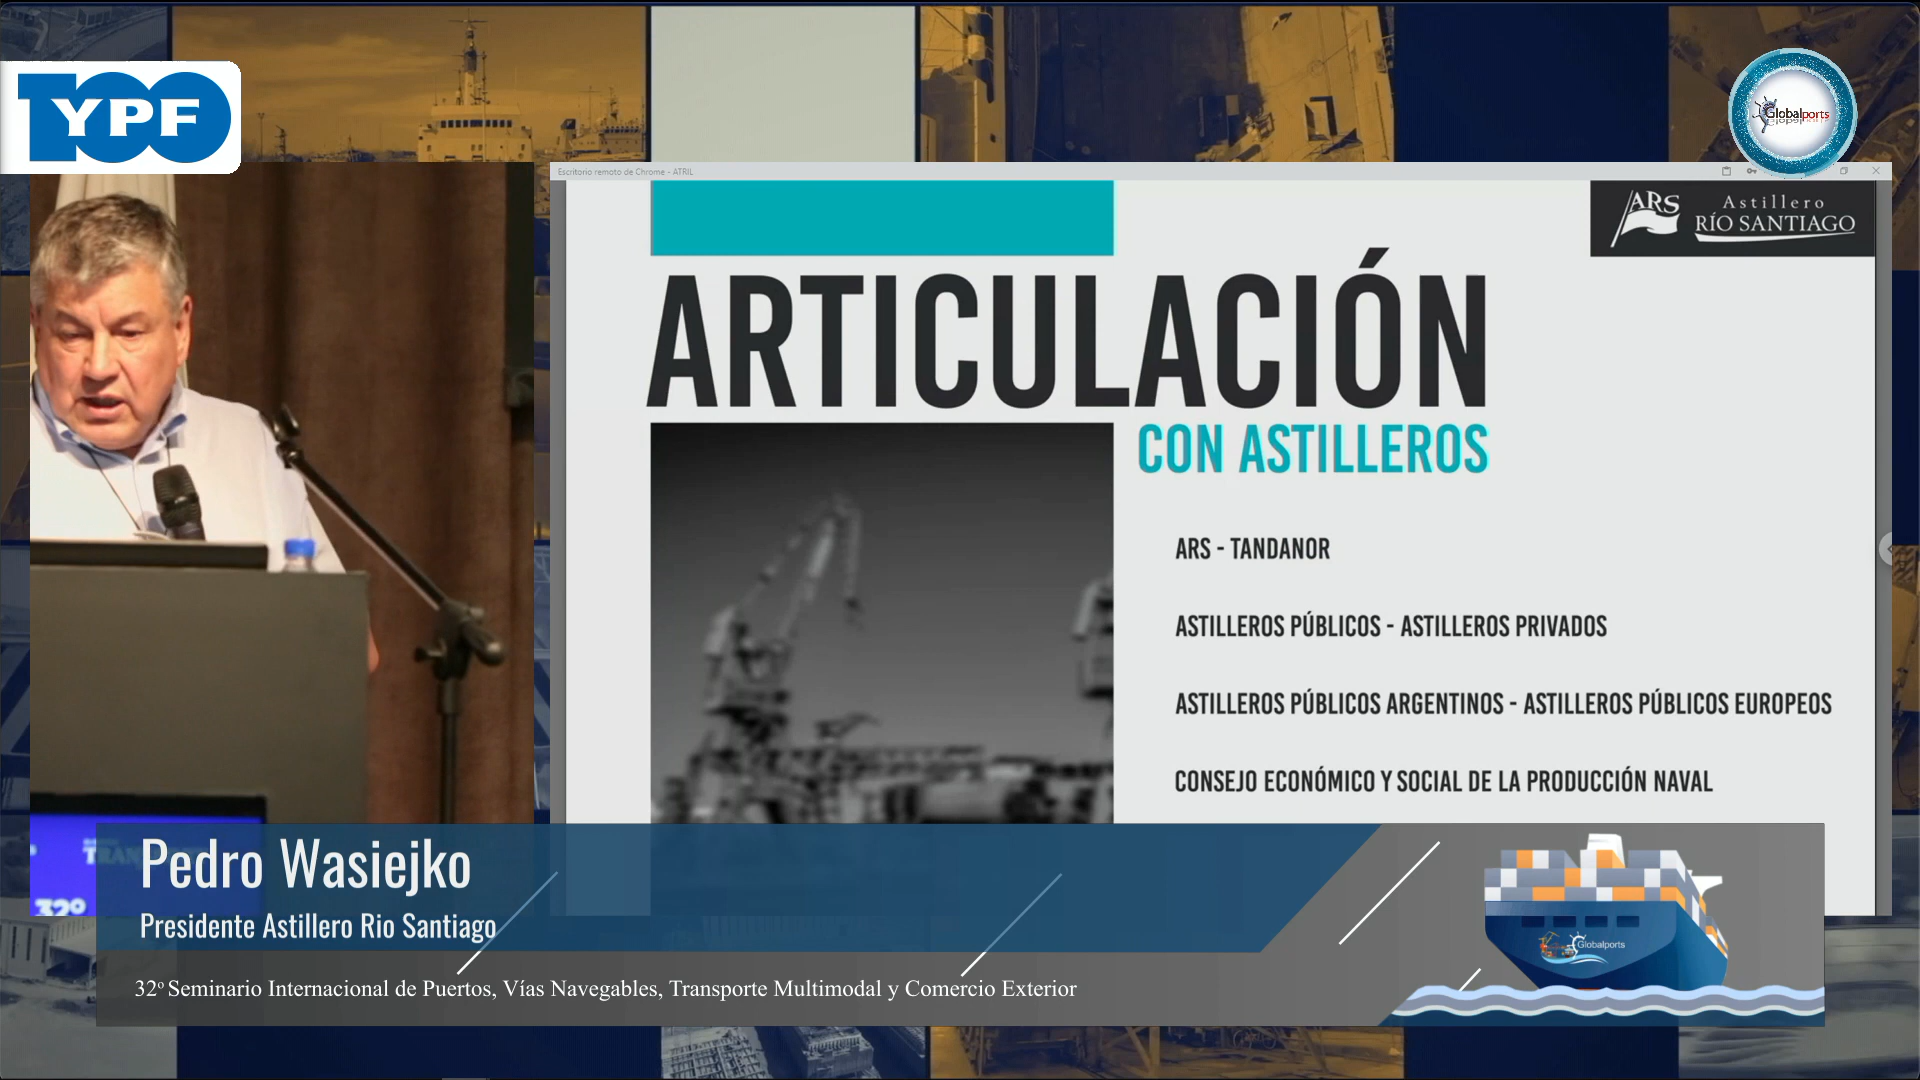 100
YPF
Globalports
Escritorio remoto de Chrome - ATRIL
ARS
Astillero
RÍO SANTIAGO
ARTICULACIÓN
CON ASTILLEROS
ARS - TANDANOR
ASTILLEROS PÚBLICOS - ASTILLEROS PRIVADOS
ASTILLEROS PÚBLICOS ARGENTINOS - ASTILLEROS PÚBLICOS EUROPEOS
CONSEJO ECONÓMICO Y SOCIAL DE LA PRODUCCIÓN NAVAL
Pedro Wasiejko
32º
Presidente Astillero Rio Santiago
Globalports
32º Seminario Internacional de Puertos, Vías Navegables, Transporte Multimodal y Comercio Exterior